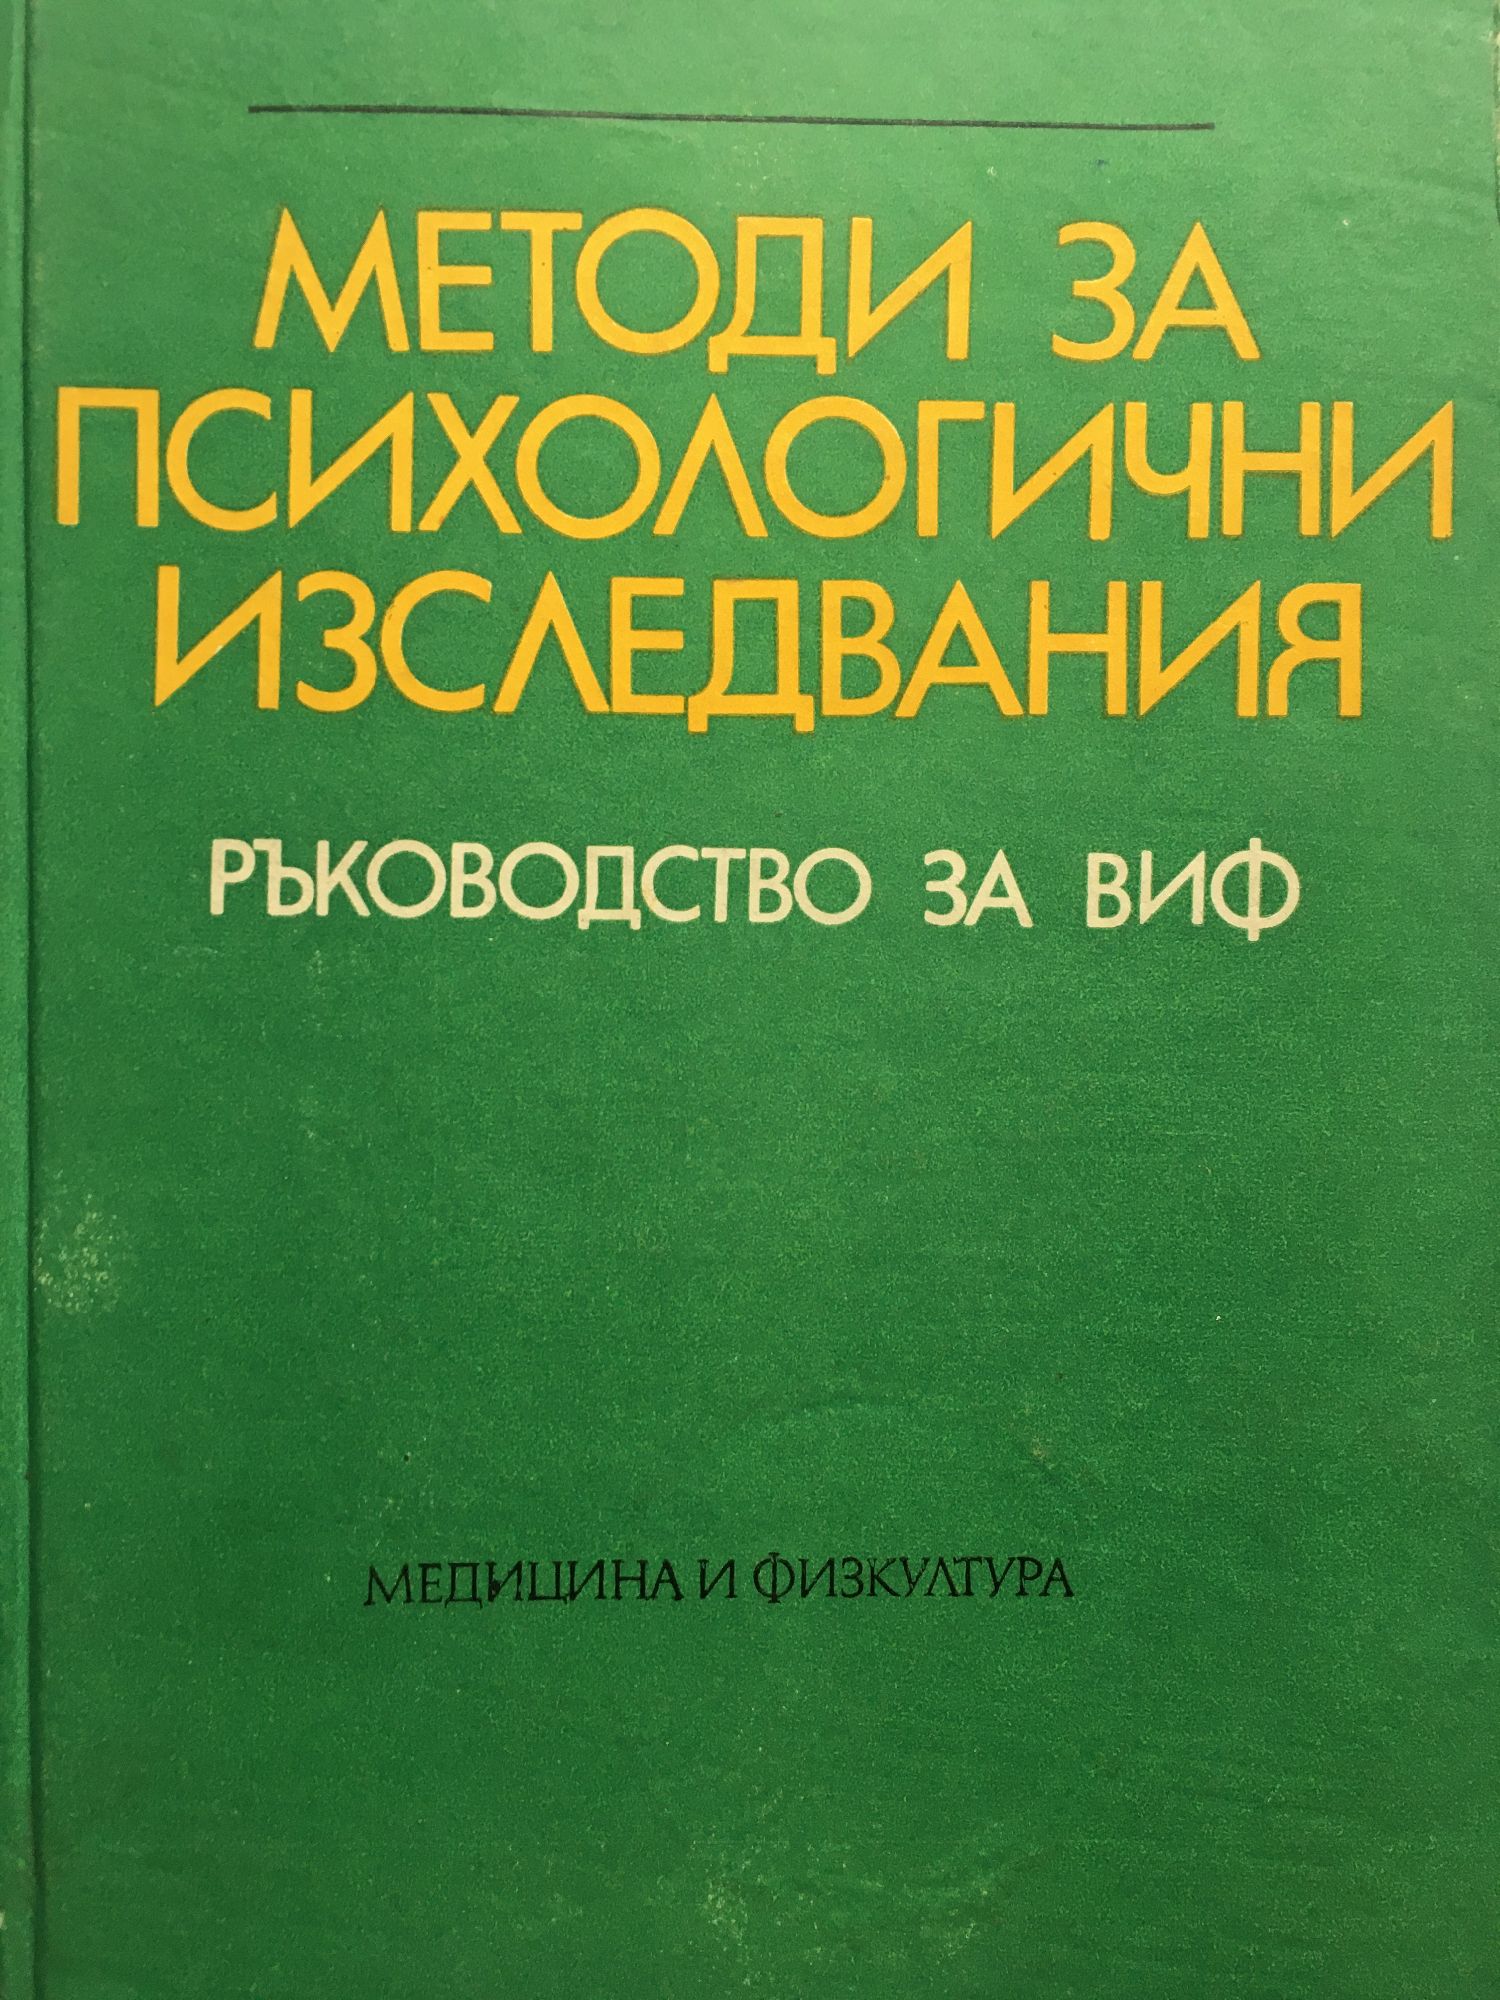 МЕТОДИ ЗА
ПСИХОЛОГИЧНИ
ИЗСЛЕДВАНИЯ
РЪКОВОДСТВО ЗА ВИФ
МЕДИЦИНА И ФИЗКУЛТУРА